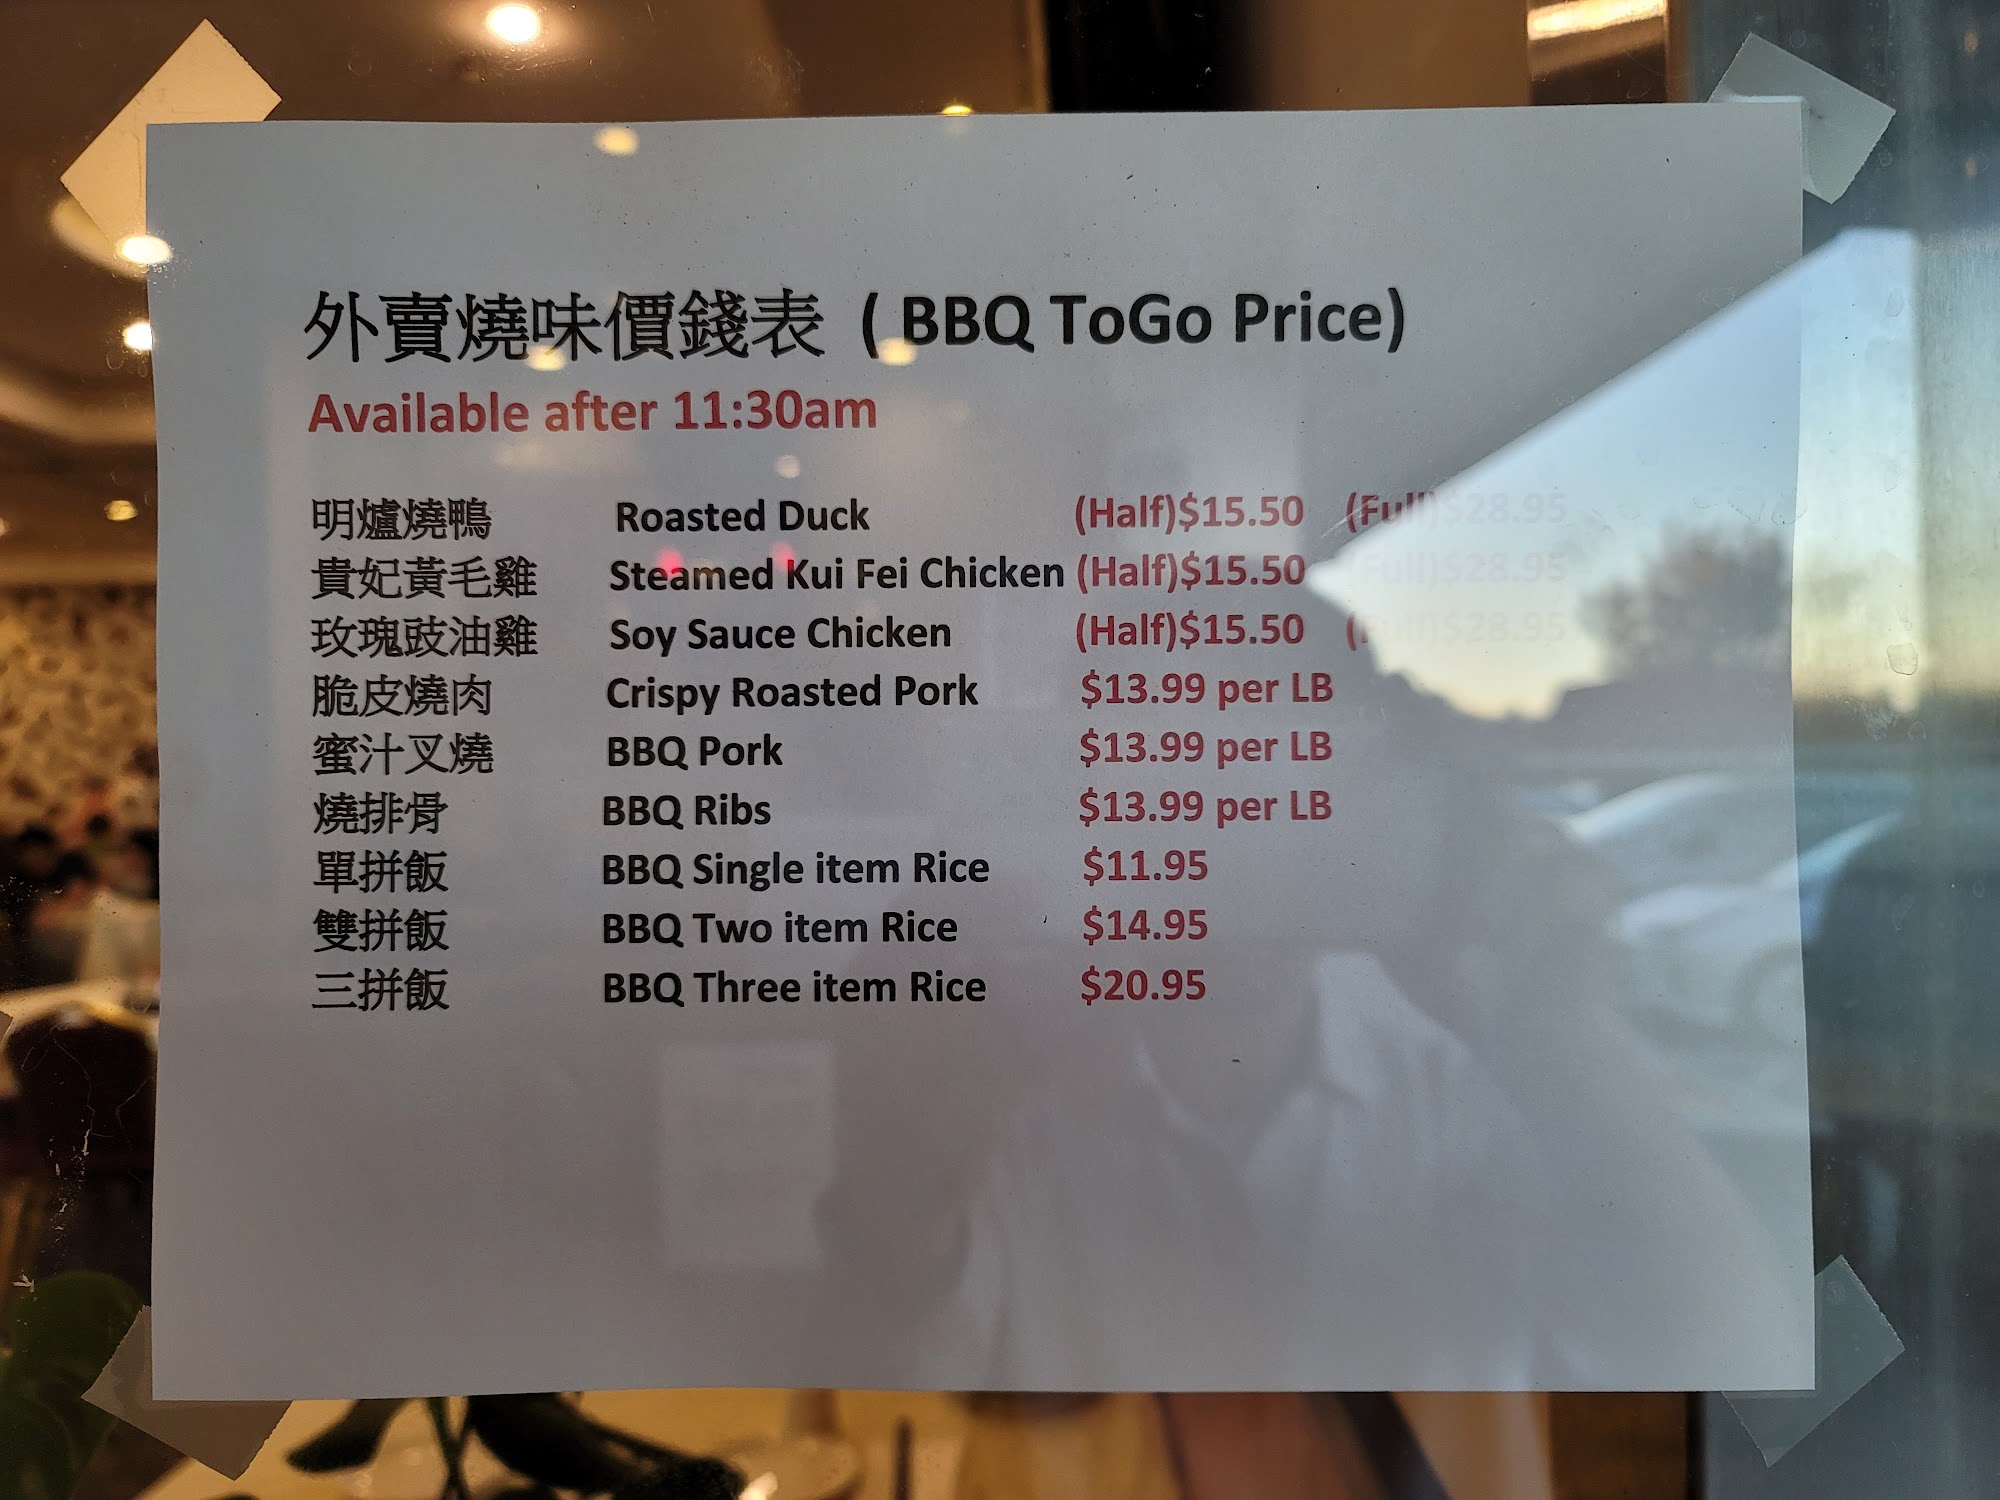 外賣燒味價錢表 ( BBQ ToGo Price)
Available after 11:30am
明爐燒鴨 Roasted Duck (Half)$15.50 (Full)$28.95
貴妃黃毛雞 Steamed Kui Fei Chicken (Half)$15.50 (Full)$28.95
玫瑰豉油雞 Soy Sauce Chicken (Half)$15.50 (Full)$28.95
脆皮燒肉 Crispy Roasted Pork $13.99 per LB
蜜汁叉燒 BBQ Pork $13.99 per LB
燒排骨 BBQ Ribs $13.99 per LB
單拼飯 BBQ Single item Rice $11.95
雙拼飯 BBQ Two item Rice $14.95
三拼飯 BBQ Three item Rice $20.95